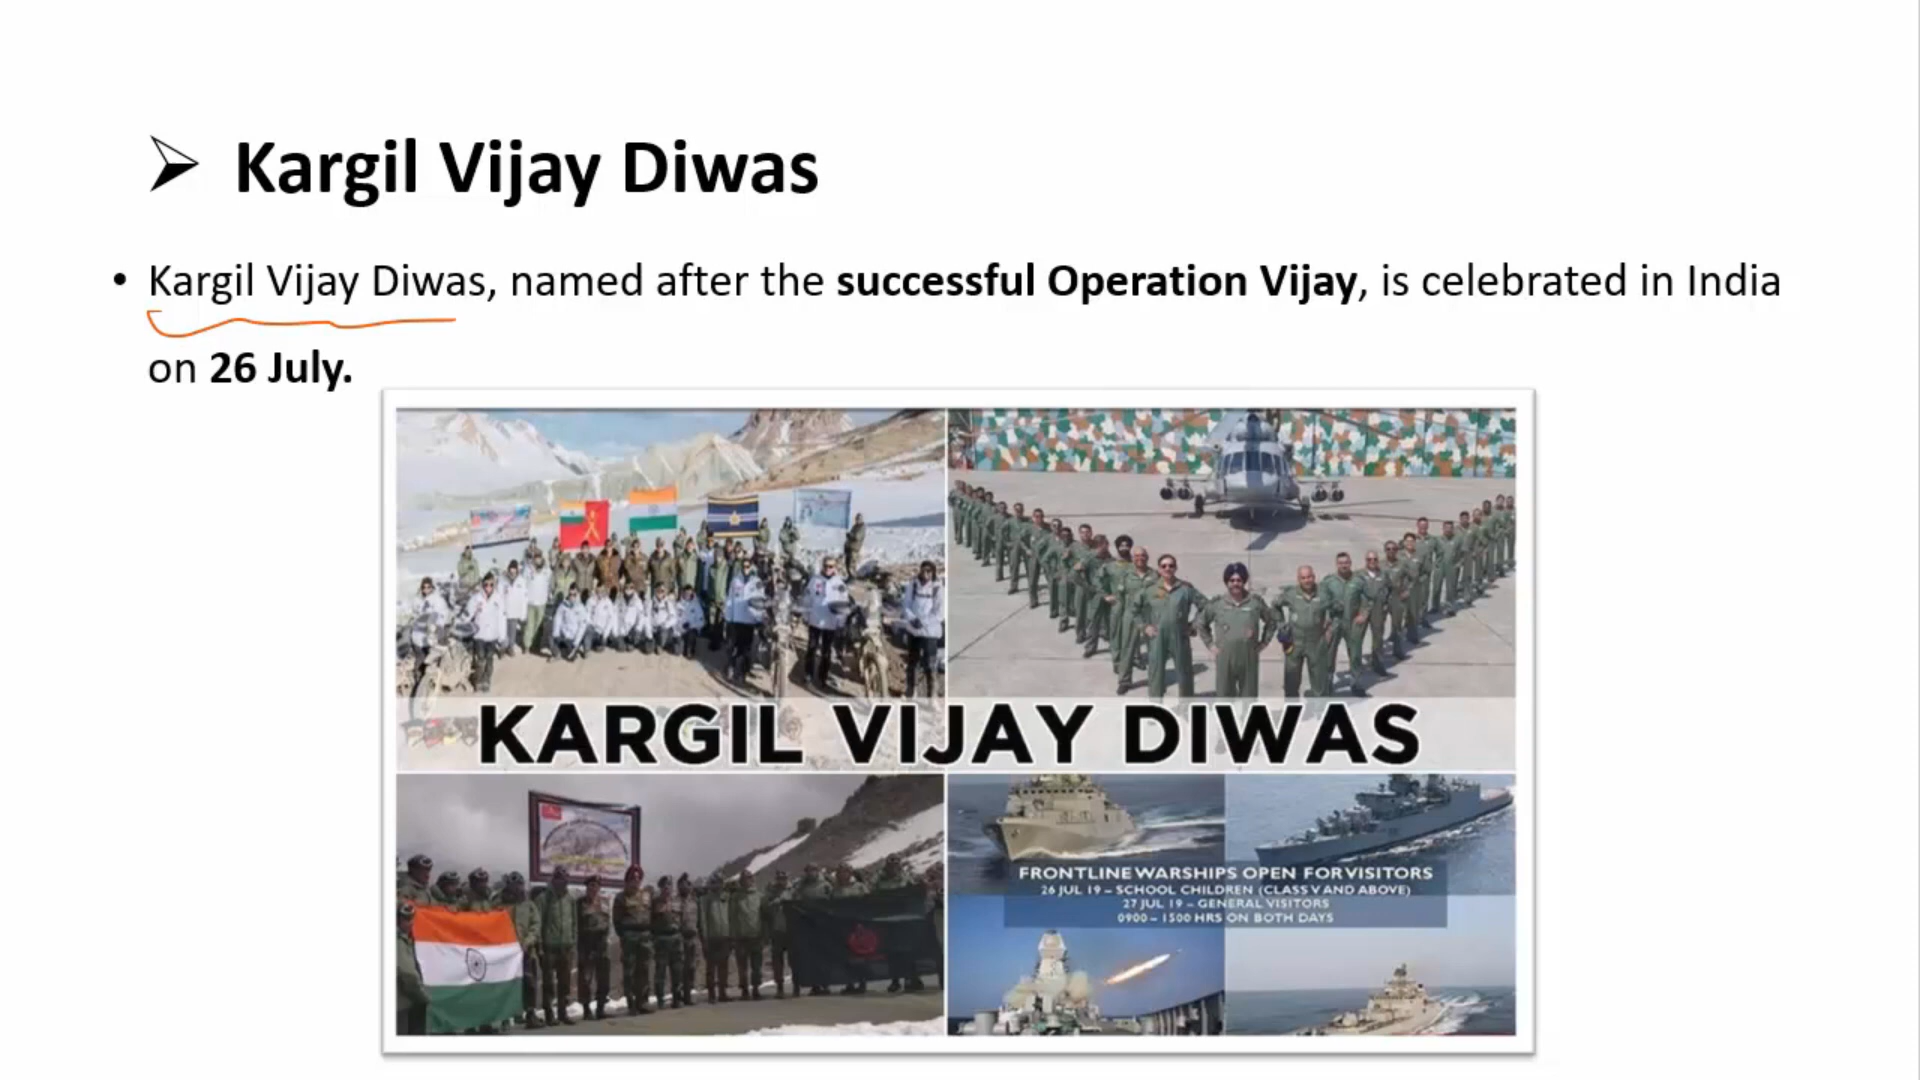 Kargil Vijay Diwas
• Kargil Vijay Diwas, named after the successful Operation Vijay, is celebrated in India
on 26 July.
KARGIL VIJAY DIWAS
FRONTLINE WARSHIPS OPEN FOR VISITORS
26 JUL 19 – SCHOOL CHILDREN (CLASS V AND ABOVE)
27 JUL 19 – GENERAL VISITORS
0900 – 1500 HRS ON BOTH DAYS